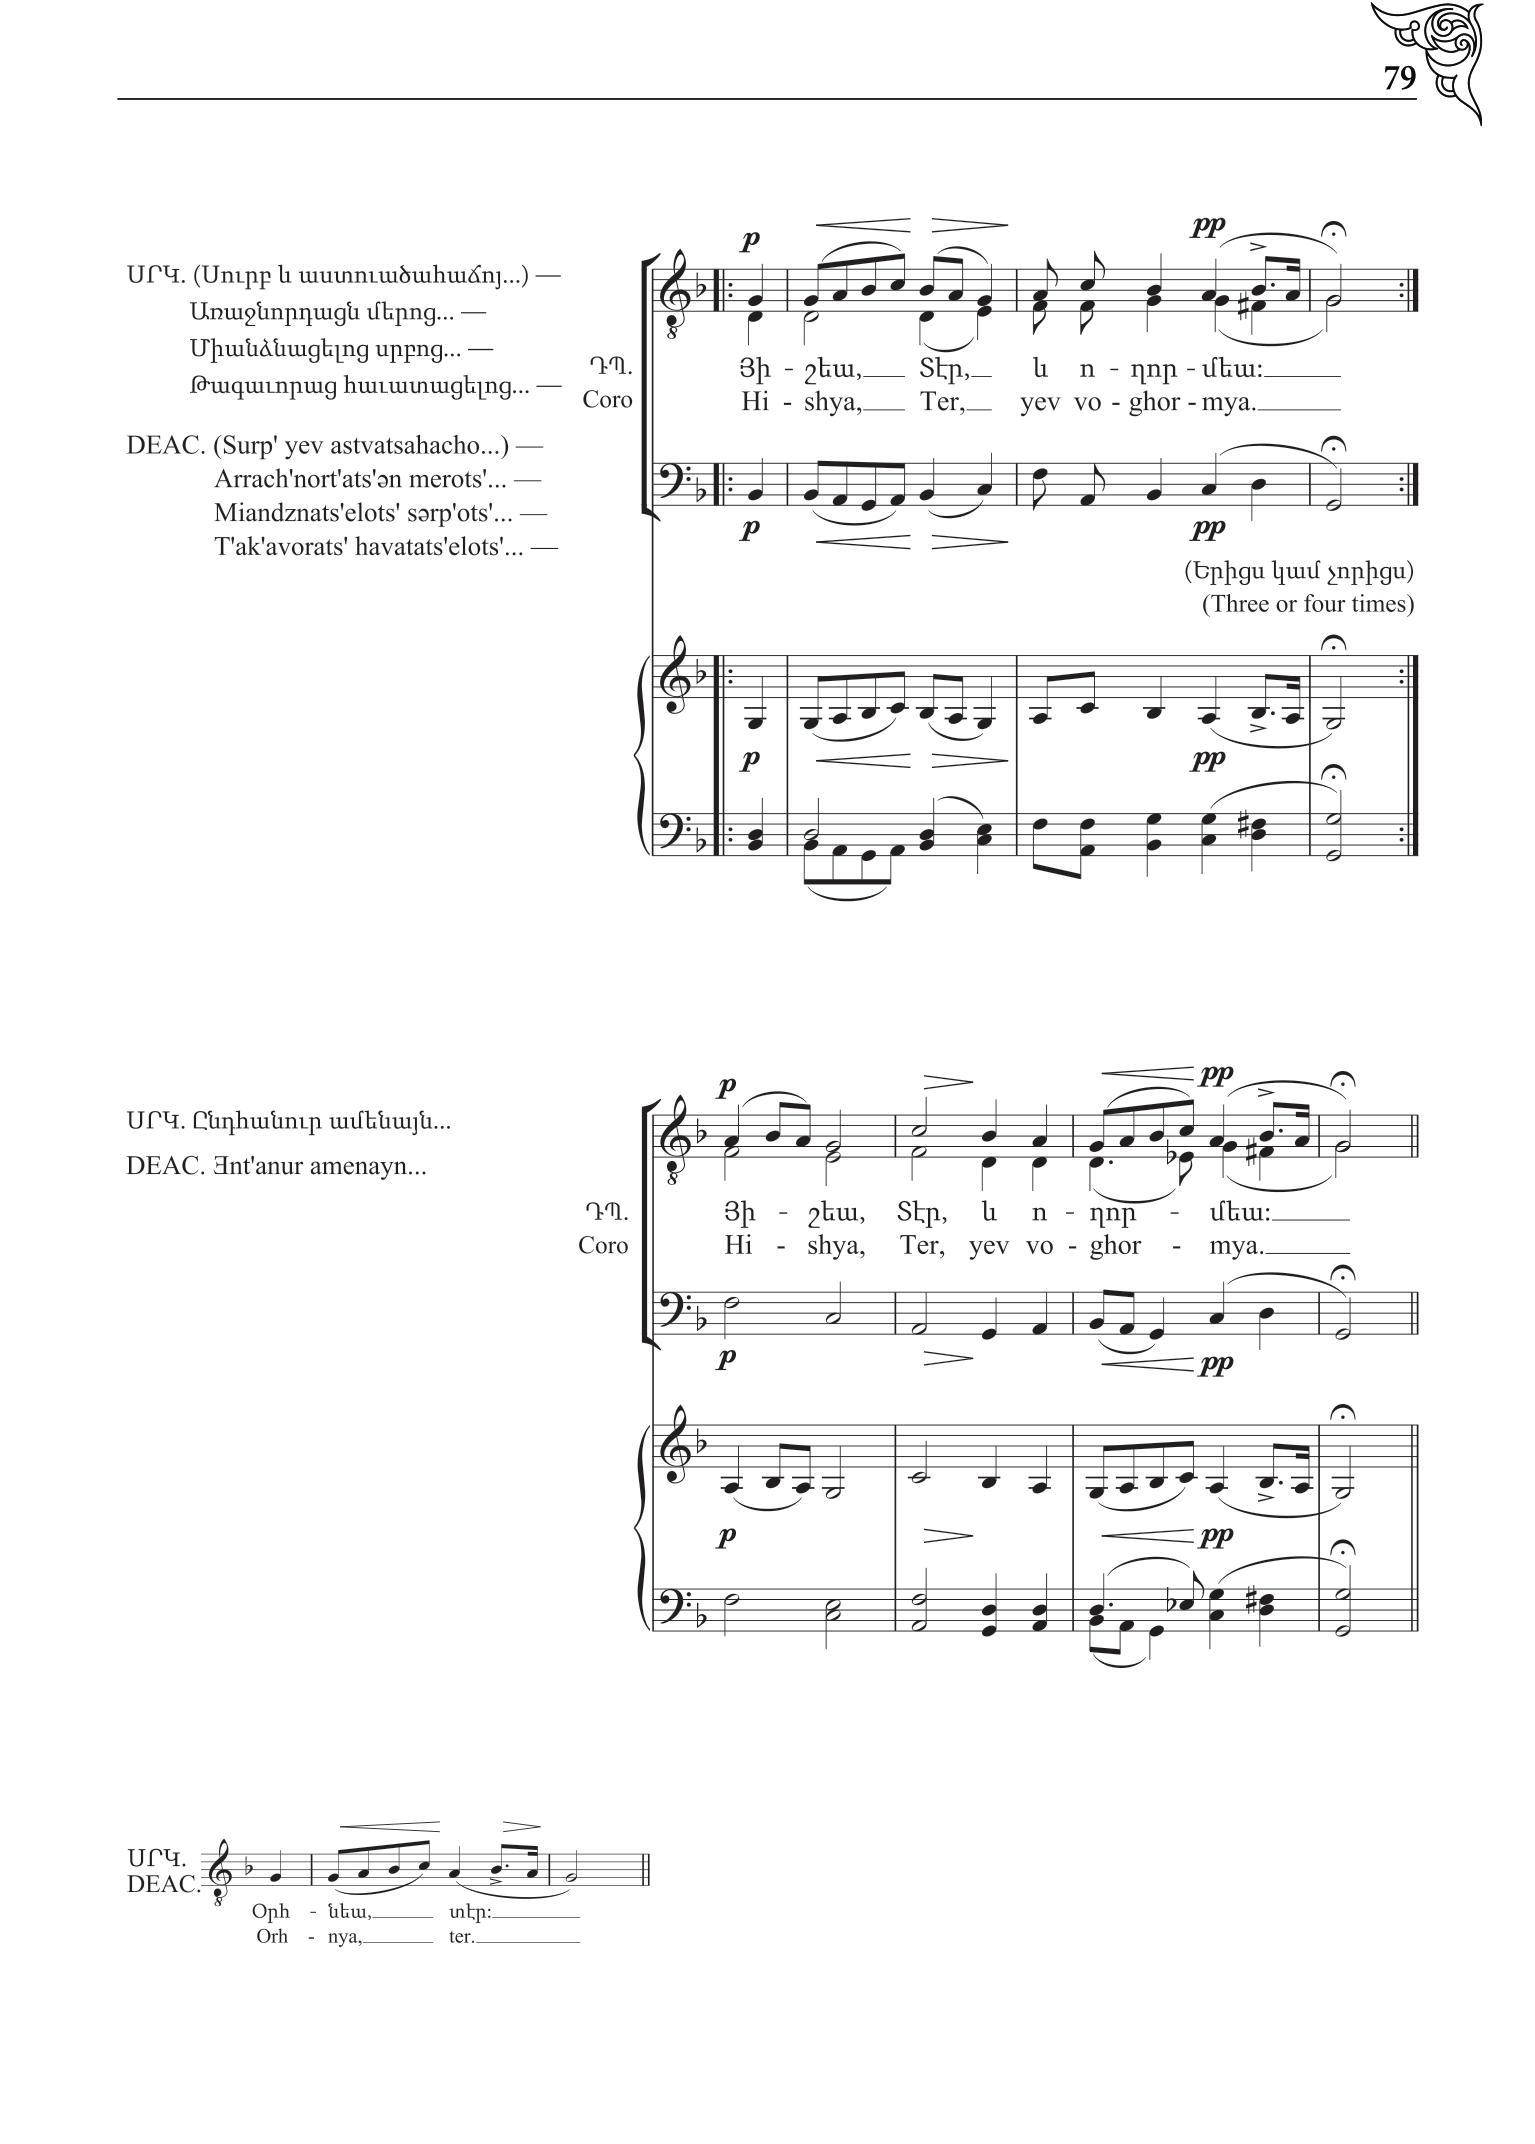 79
p
pp
ՍՐԿ. (Սուրբ և աստուածահաճոյ...) —
Առաջնորդացն մերոց... —
Միանձնացելոց սրբոց... —
Թագաւորաց հաւատացելոց... —
ԴՊ. Յի - շեա, Տէր, և ո - ղոր - մեա:
Coro Hi - shya, Ter, yev vo - ghor - mya.
DEAC. (Surp' yev astvatsahacho...) —
Arrach'nort'ats'ən merots'... —
Miandznats'elots' sərp'ots'... —
T'ak'avorats' havatats'elots'... —
p
pp
(Երիցս կամ չորիցս)
(Three or four times)
p
pp
p
pp
ՍՐԿ. Ընդհանուր ամենայն...
DEAC. Ənt'anur amenayn...
ԴՊ. Յի - շեա, Տէր, և ո - ղոր - մեա:
Coro Hi - shya, Ter, yev vo - ghor - mya.
p
pp
p
pp
ՍՐԿ.
DEAC.
Օրհ - նեա, տէր:
Orh - nya, ter.